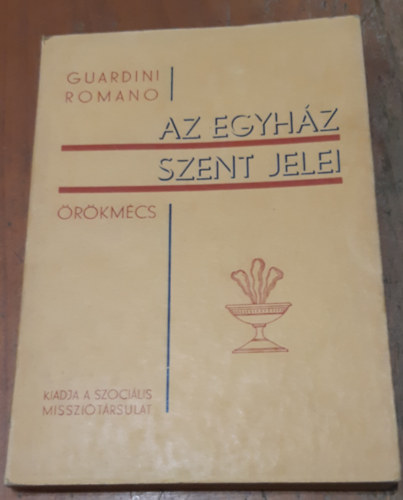 GUARDINI
ROMANO
AZ EGYHÁZ
SZENT JELEI
ÖRÖKMÉCS
KIADJA A SZOCIÁLIS
MISSZIÓTÁRSULAT